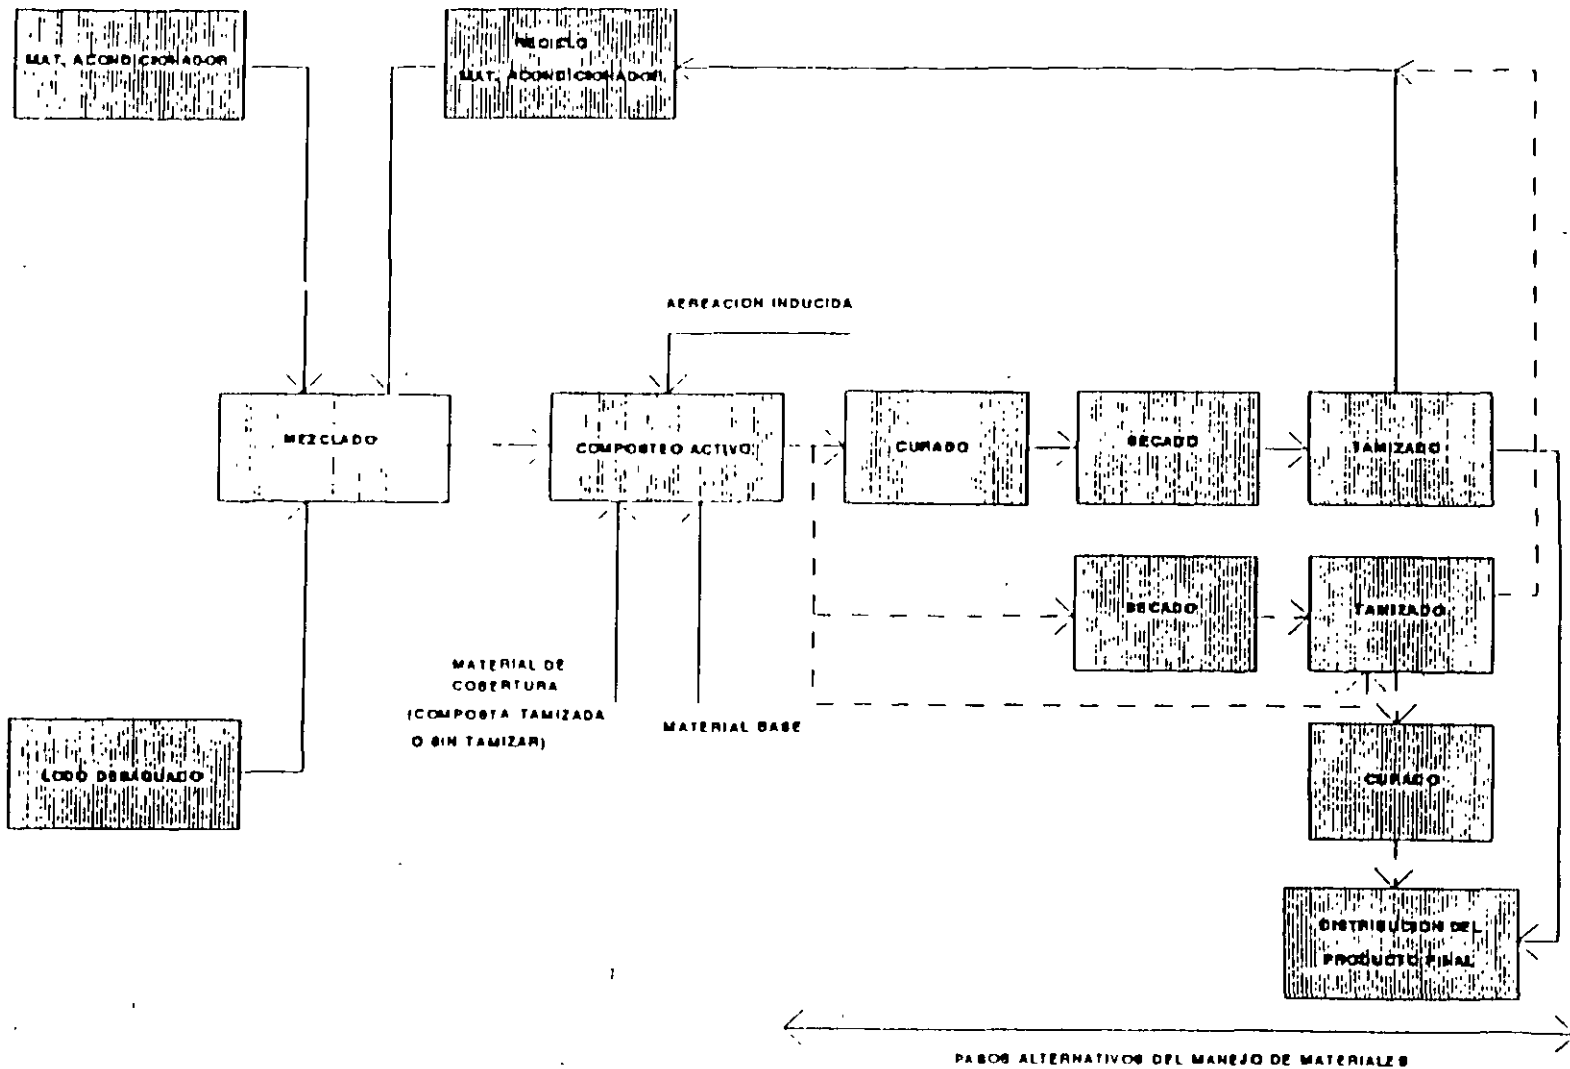 MAT. ACONDICIONADOR
RECICLO
MAT. ACONDICIONADOR
AEREACION INDUCIDA
MEZCLADO
COMPOSTEO ACTIVO
CURADO
SECADO
TAMIZADO
SECADO
TAMIZADO
MATERIAL DE
COBERTURA
(COMPOSTA TAMIZADA
O SIN TAMIZAR)
MATERIAL BASE
LODO DESAGUADO
CURADO
DISTRIBUCION DEL
PRODUCTO FINAL
PASOS ALTERNATIVOS DEL MANEJO DE MATERIALES